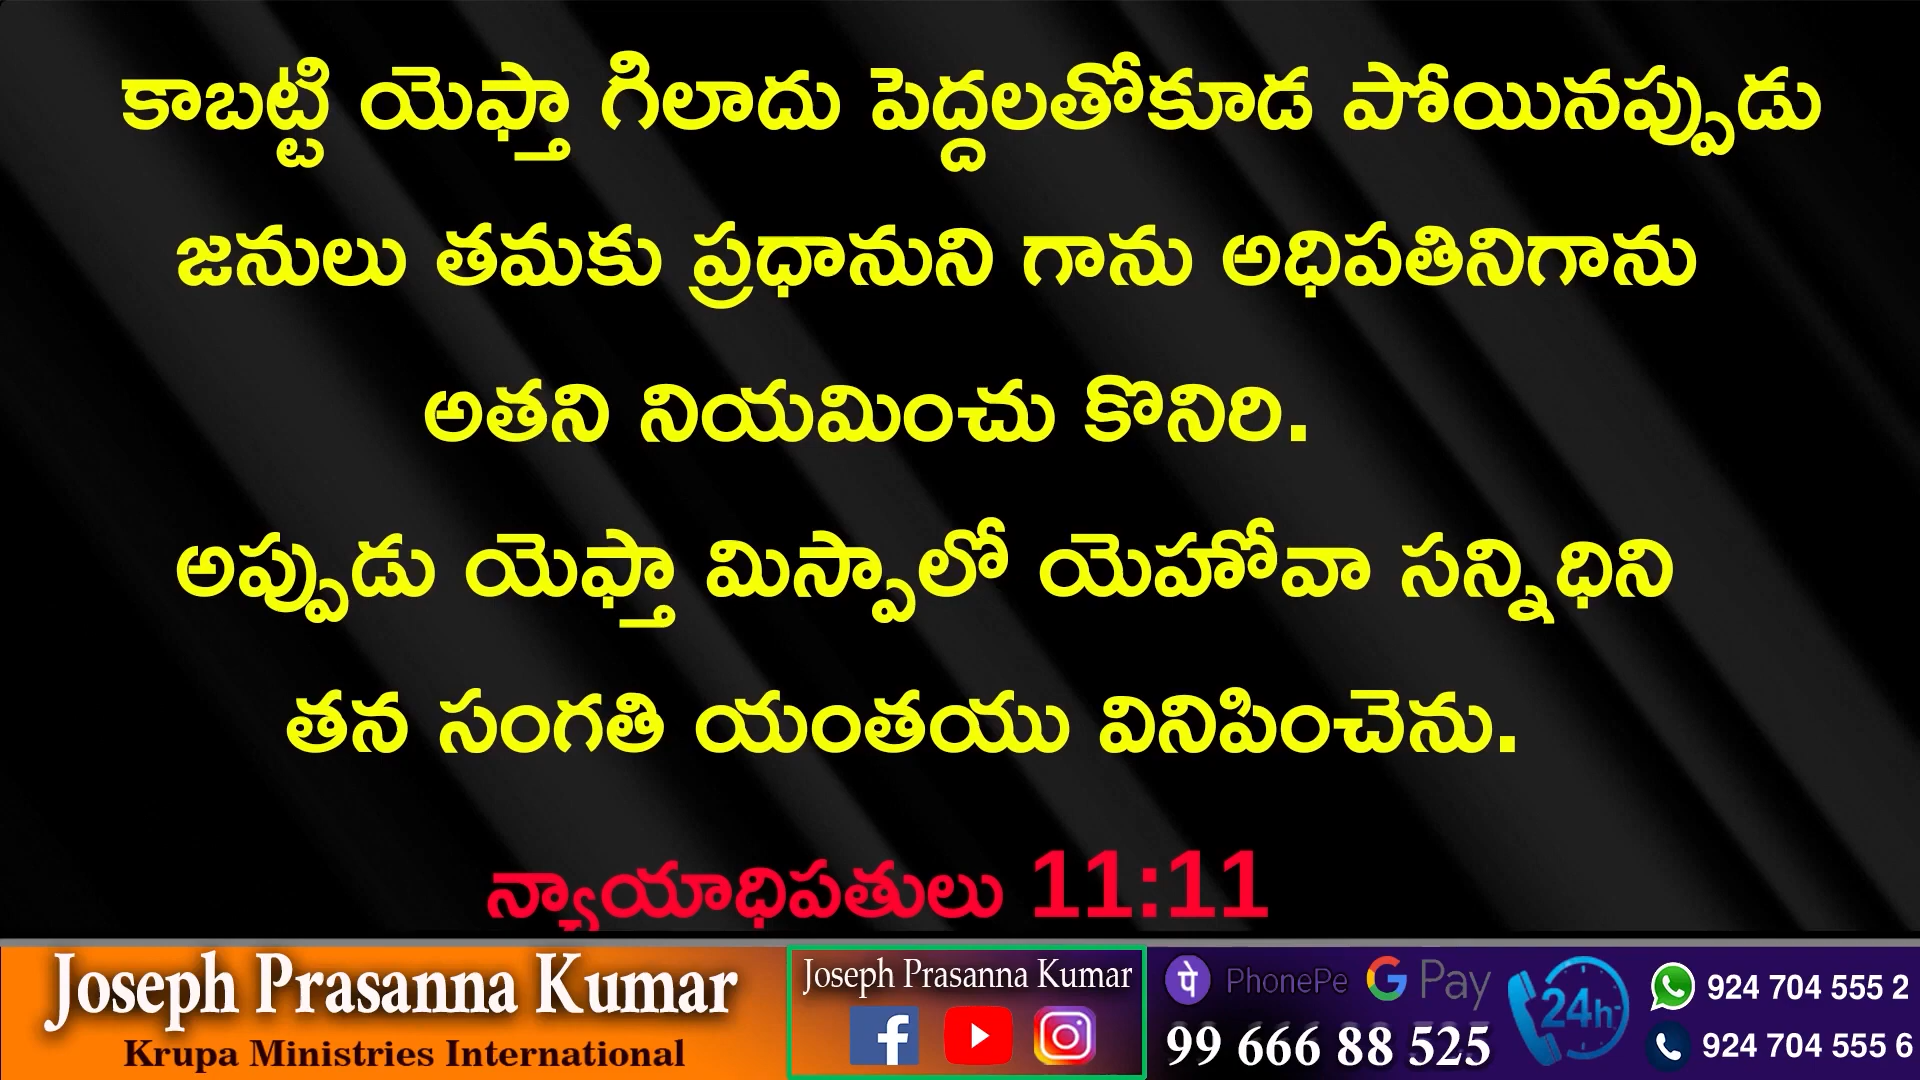 కాబట్టి యెఫ్తా గిలాదు పెద్దలతోకూడ పోయినప్పుడు
జనులు తమకు ప్రధానుని గాను అధిపతినిగాను
అతని నియమించు కొనిరి.
అప్పుడు యెఫ్తా మిస్పాలో యెహోవా సన్నిధిని
తన సంగతి యంతయు వినిపించెను.
న్యాయాధిపతులు 11:11
Joseph Prasanna Kumar
Krupa Ministries International
Joseph Prasanna Kumar
पे PhonePe G Pay
99 666 88 525
24h
924 704 555 2
924 704 555 6